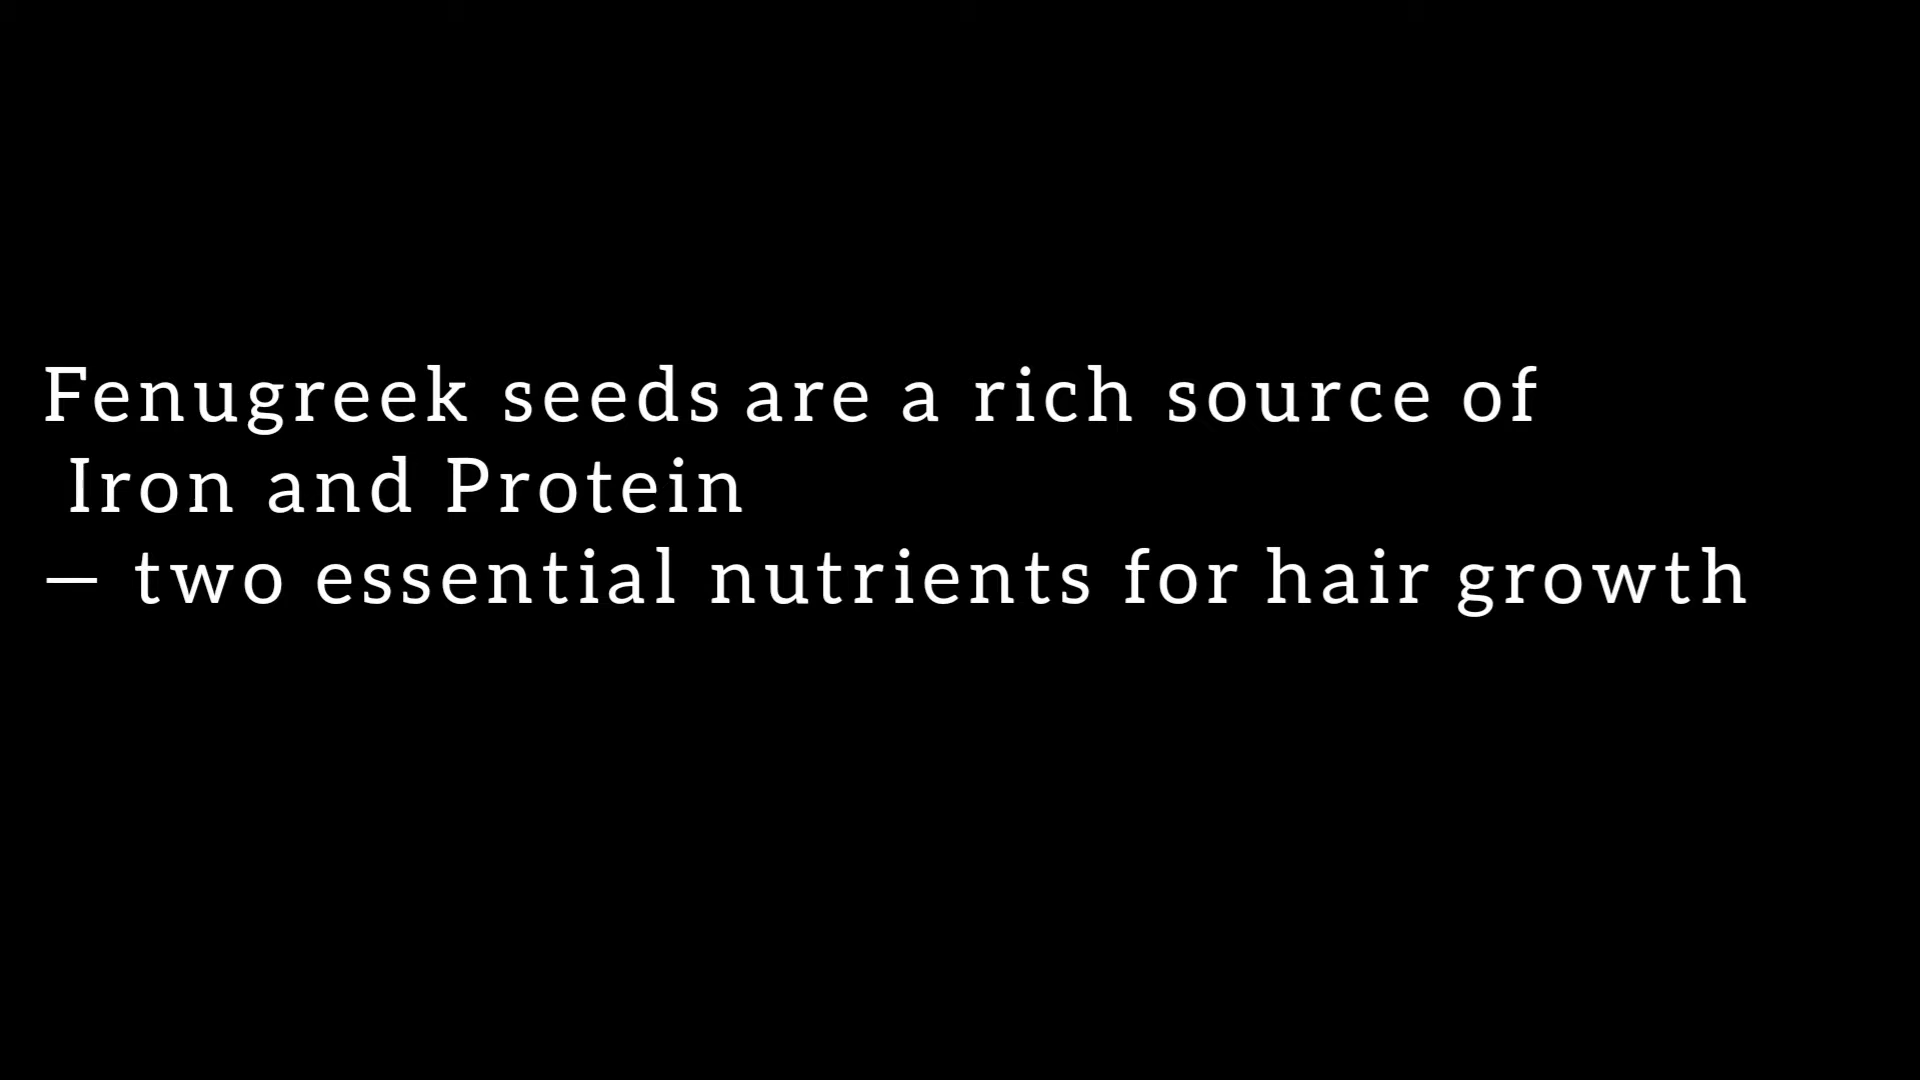 Fenugreek seeds are a rich source of
Iron and Protein
— two essential nutrients for hair growth